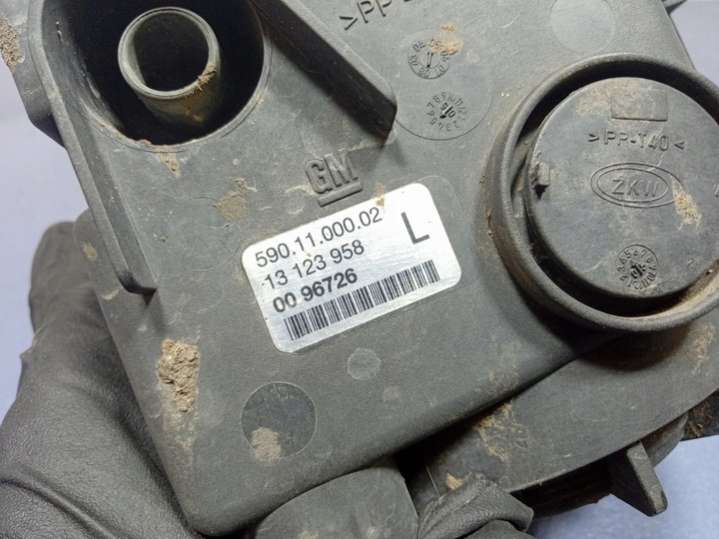 >PP-T
GM
590.11.000.02
L
13 123 958
00 96726
>PP-T40<
ZKW